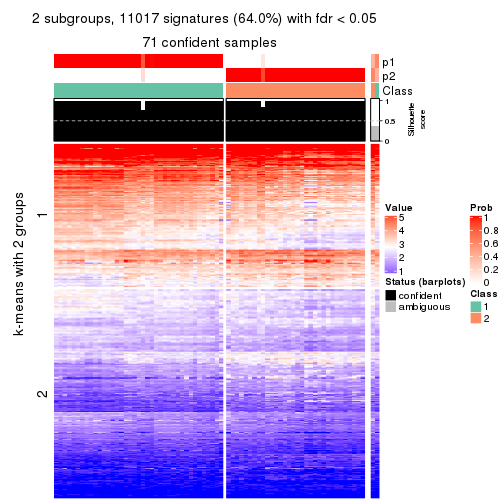 2 subgroups, 11017 signatures (64.0%) with fdr < 0.05
71 confident samples
p1
p2
Class
1
0.5
0
Silhouette
score
k-means with 2 groups
1
2
Value
5
4
3
2
1
Status (barplots)
confident
ambiguous
Prob
1
0.8
0.6
0.4
0.2
0
Class
1
2